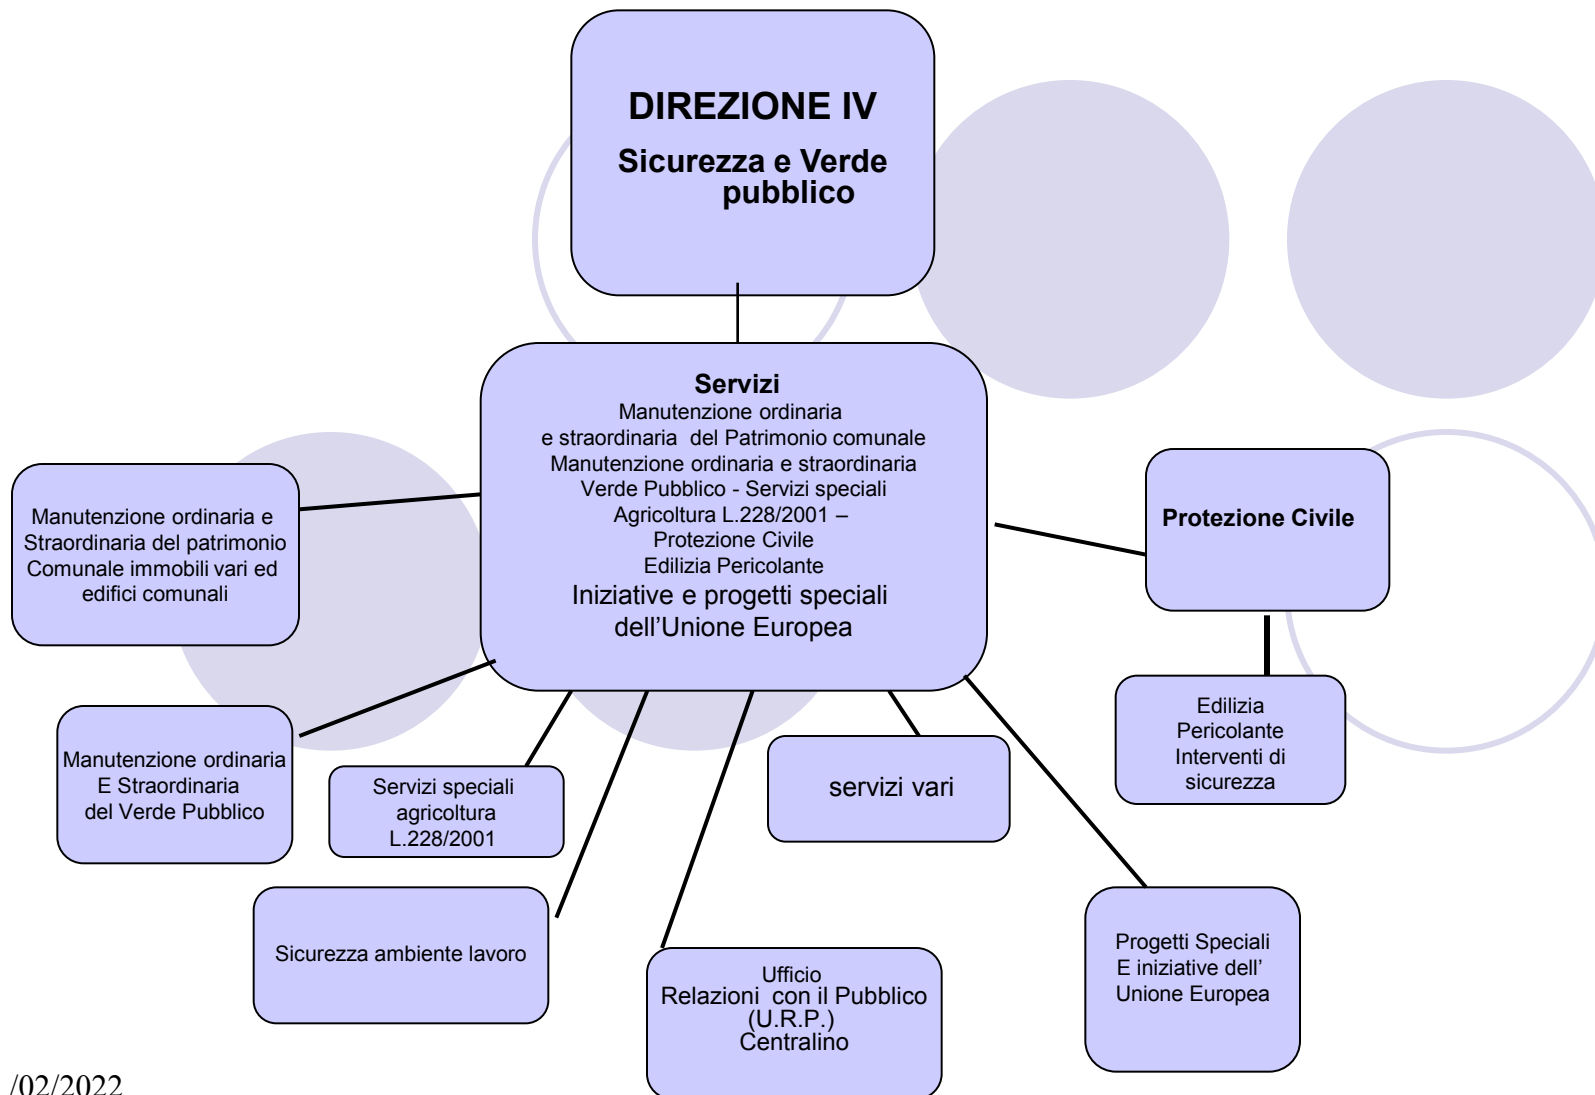 DIREZIONE IV
Sicurezza e Verde
pubblico
Servizi
Manutenzione ordinaria
e straordinaria del Patrimonio comunale
Manutenzione ordinaria e straordinaria
Verde Pubblico - Servizi speciali
Agricoltura L.228/2001 –
Protezione Civile
Edilizia Pericolante
Iniziative e progetti speciali
dell’Unione Europea
Manutenzione ordinaria e
Straordinaria del patrimonio
Comunale immobili vari ed
edifici comunali
Protezione Civile
Manutenzione ordinaria
E Straordinaria
del Verde Pubblico
Servizi speciali
agricoltura
L.228/2001
servizi vari
Edilizia
Pericolante
Interventi di
sicurezza
Sicurezza ambiente lavoro
Ufficio
Relazioni con il Pubblico
(U.R.P.)
Centralino
Progetti Speciali
E iniziative dell’
Unione Europea
/02/2022